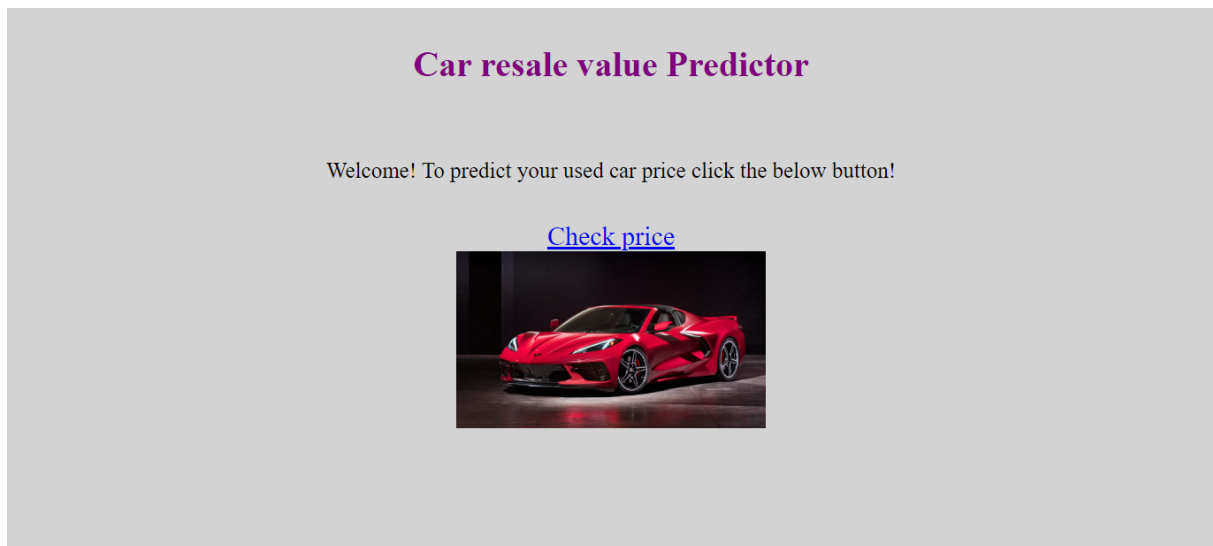 Car resale value Predictor
Welcome! To predict your used car price click the below button!
Check price